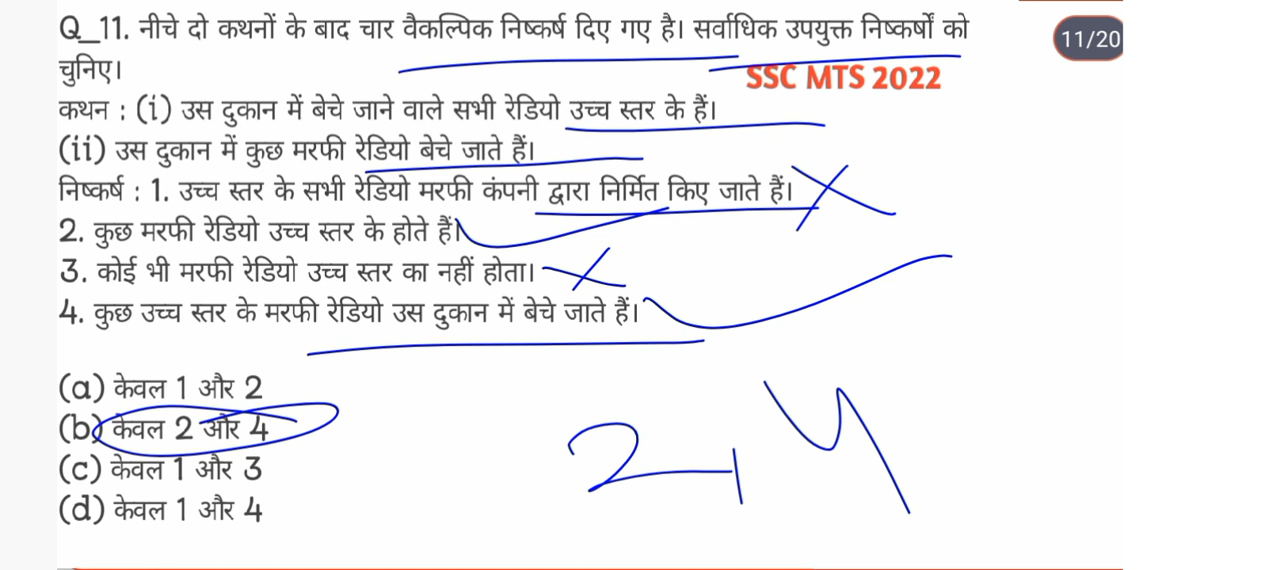 Q_11. नीचे दो कथनों के बाद चार वैकल्पिक निष्कर्ष दिए गए है। सर्वाधिक उपयुक्त निष्कर्षों को
11/20
चुनिए।
SSC MTS 2022
कथन : (i) उस दुकान में बेचे जाने वाले सभी रेडियो उच्च स्तर के हैं।
(ii) उस दुकान में कुछ मरफी रेडियो बेचे जाते हैं।
निष्कर्ष : 1. उच्च स्तर के सभी रेडियो मरफी कंपनी द्वारा निर्मित किए जाते हैं।
2. कुछ मरफी रेडियो उच्च स्तर के होते हैं।
3. कोई भी मरफी रेडियो उच्च स्तर का नहीं होता।
4. कुछ उच्च स्तर के मरफी रेडियो उस दुकान में बेचे जाते हैं।
(a) केवल 1 और 2
(b) केवल 2 और 4
(c) केवल 1 और 3
(d) केवल 1 और 4
2,4